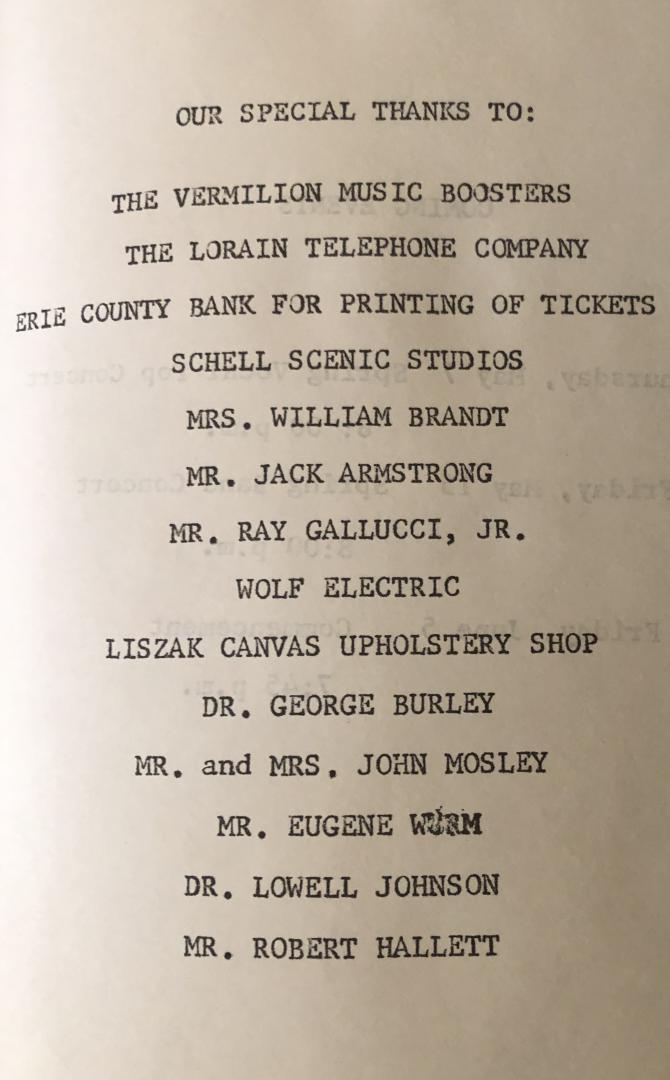 OUR SPECIAL THANKS TO:
THE VERMILION MUSIC BOOSTERS
THE LORAIN TELEPHONE COMPANY
ERIE COUNTY BANK FOR PRINTING OF TICKETS
SCHELL SCENIC STUDIOS
MRS. WILLIAM BRANDT
MR. JACK ARMSTRONG
MR. RAY GALLUCCI, JR.
WOLF ELECTRIC
LISZAK CANVAS UPHOLSTERY SHOP
DR. GEORGE BURLEY
MR. and MRS. JOHN MOSLEY
MR. EUGENE
DR. LOWELL JOHNSON
MR. ROBERT HALLETT